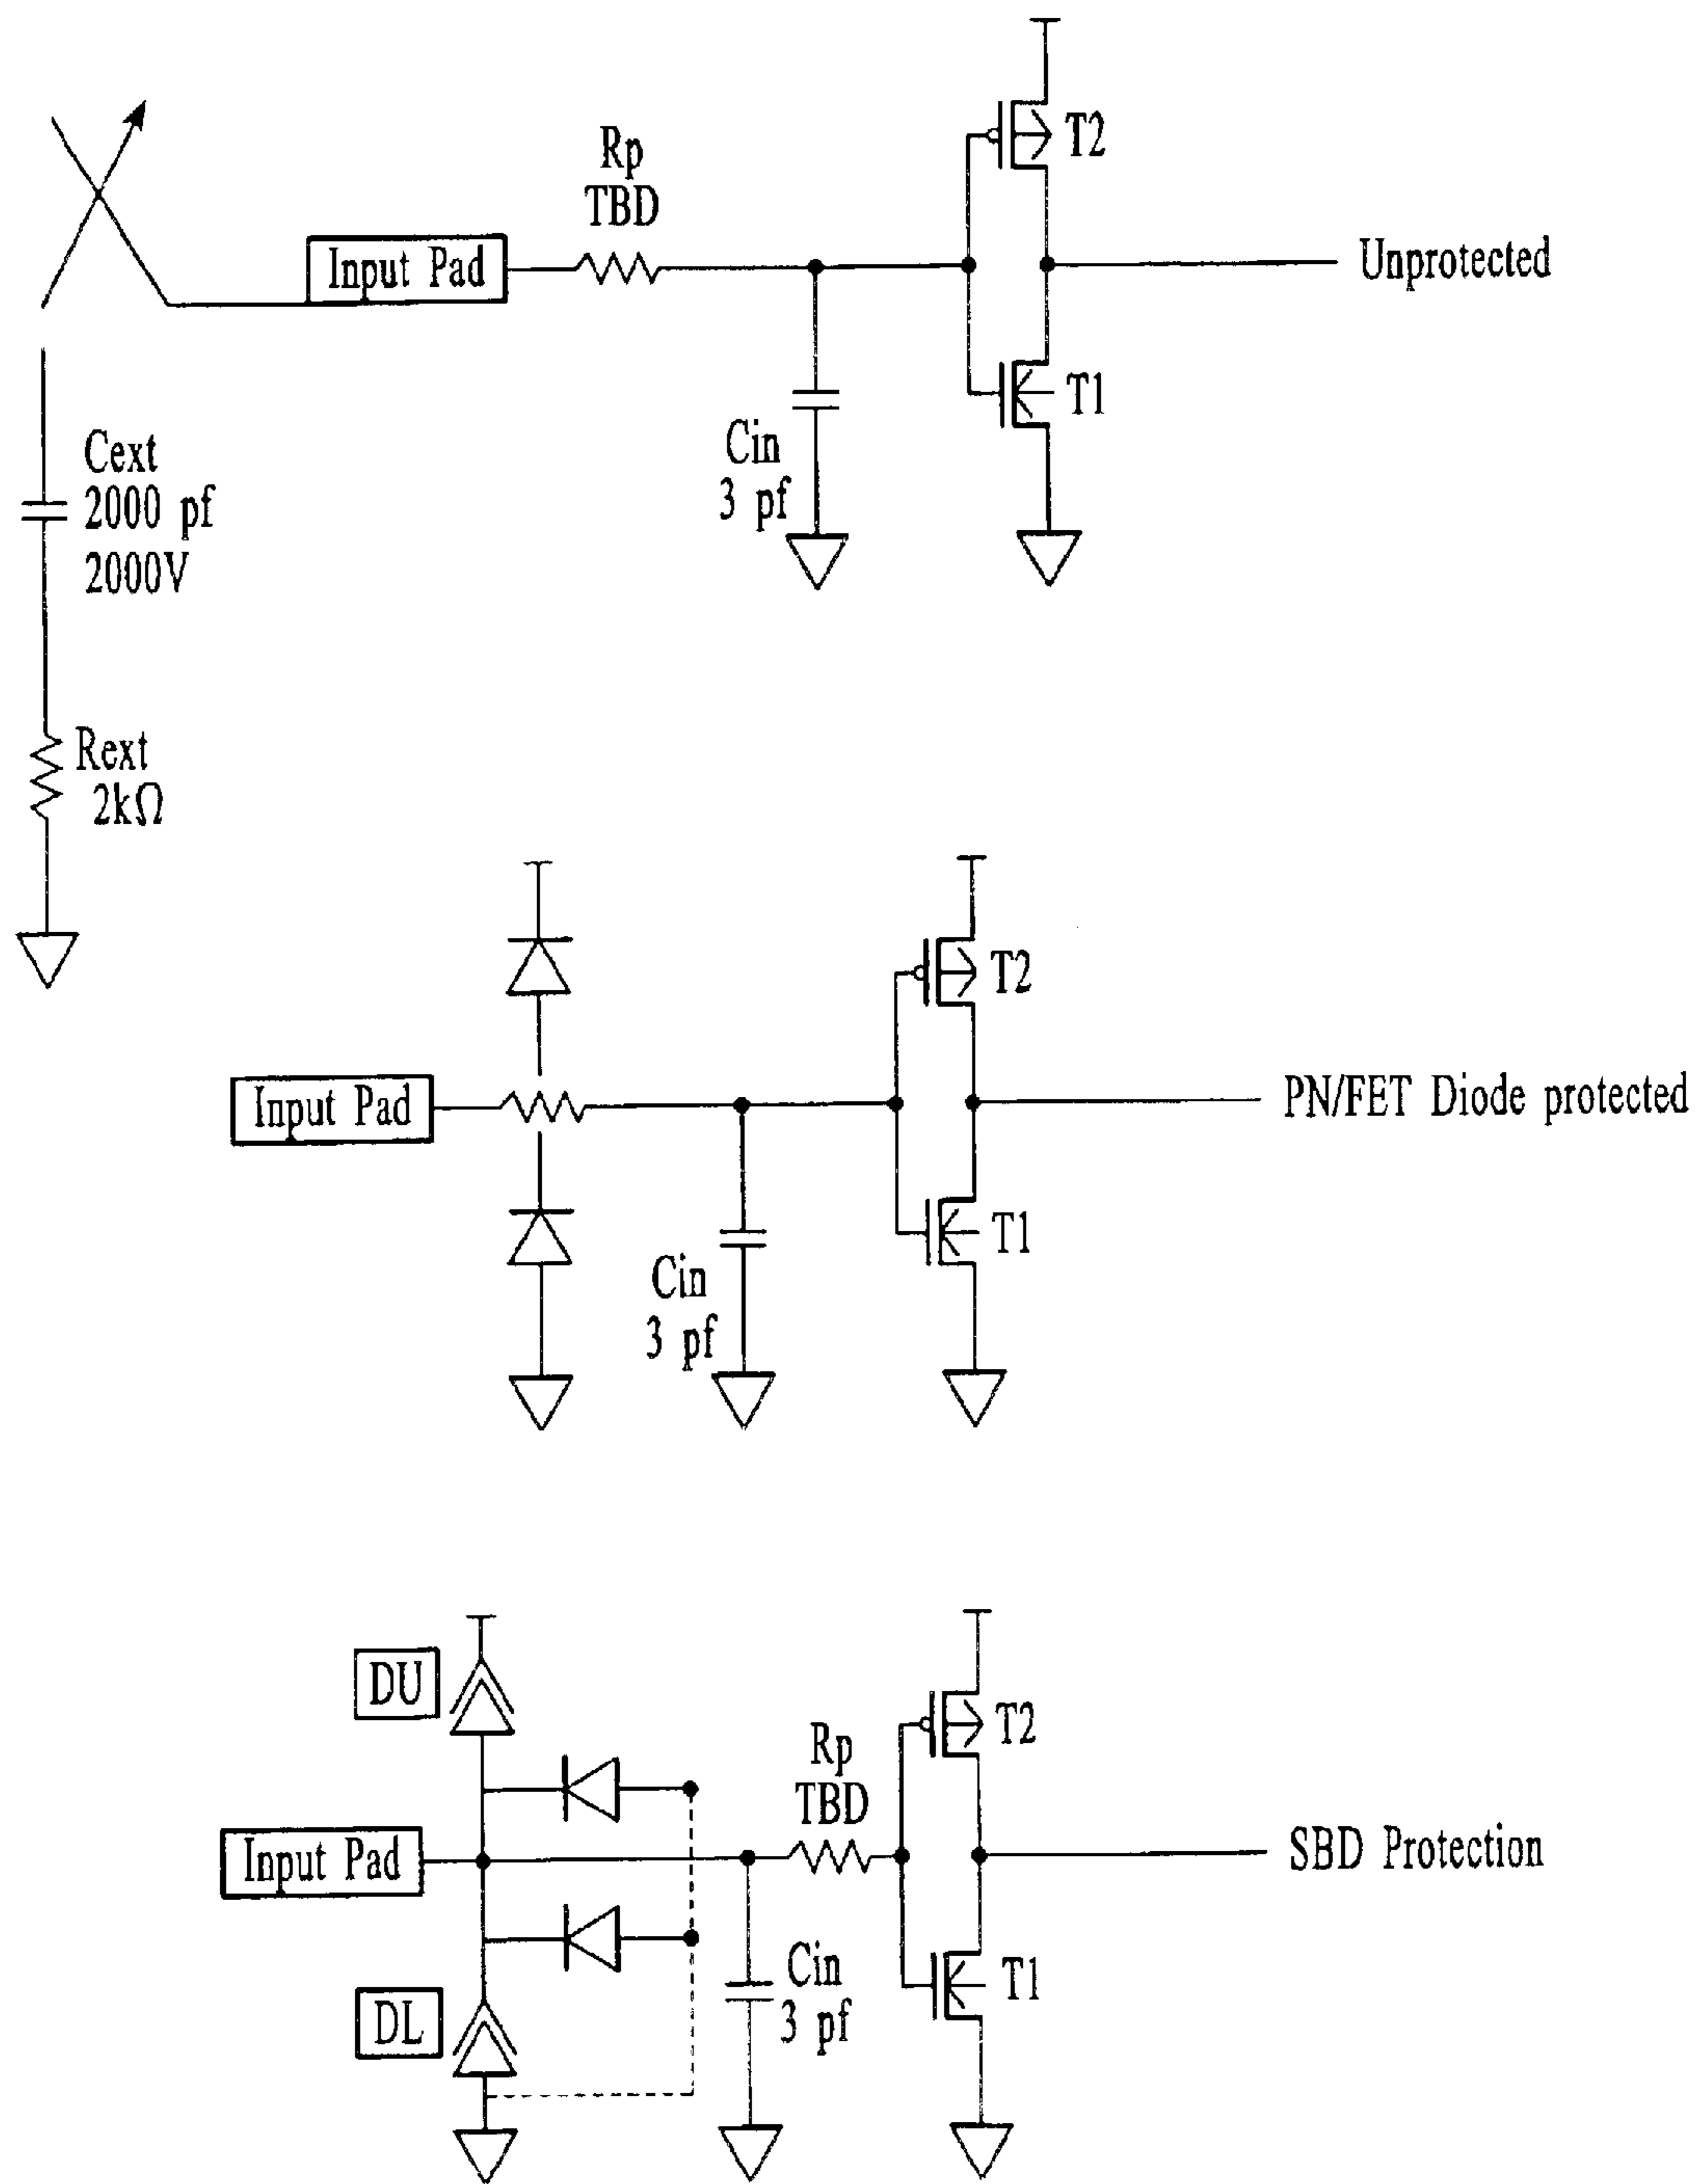 Rp
TBD
T2
Input Pad
Unprotected
T1
Cin
3 pf
Cext
2000 pf
2000V
Rext
2kΩ
T2
Input Pad
PN/FET Diode protected
T1
Cin
3 pf
DU
T2
Rp
TBD
Input Pad
SBD Protection
Cin
3 pf
T1
DL